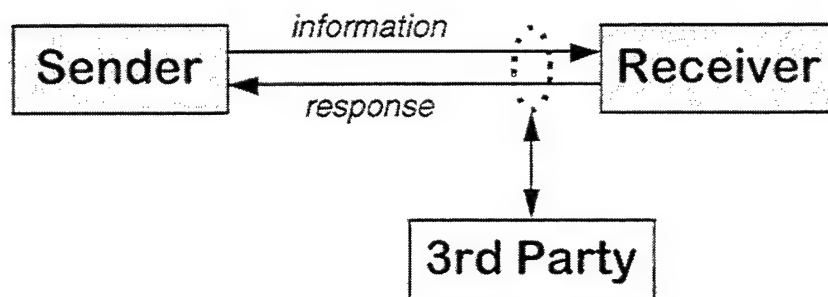 information
Sender
Receiver
response
3rd Party